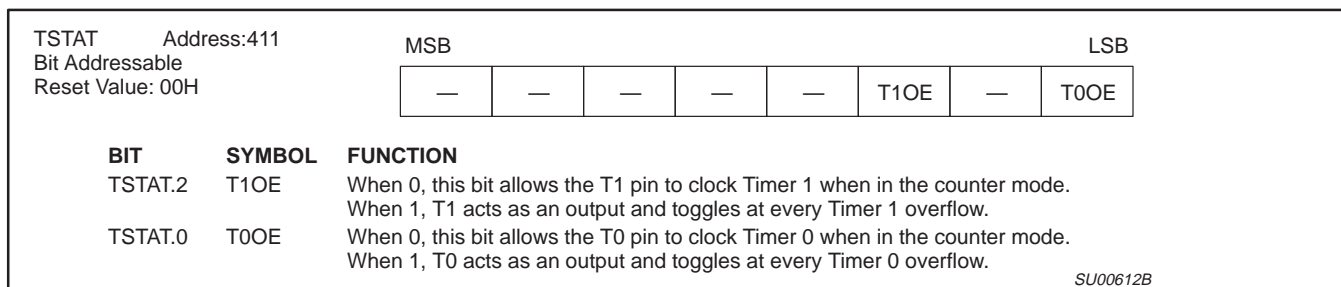 TSTAT Address:411
Bit Addressable
Reset Value: 00H
MSB LSB
— — — — — T1OE — T0OE
BIT SYMBOL FUNCTION
TSTAT.2 T1OE When 0, this bit allows the T1 pin to clock Timer 1 when in the counter mode.
When 1, T1 acts as an output and toggles at every Timer 1 overflow.
TSTAT.0 T0OE When 0, this bit allows the T0 pin to clock Timer 0 when in the counter mode.
When 1, T0 acts as an output and toggles at every Timer 0 overflow.
SU00612B